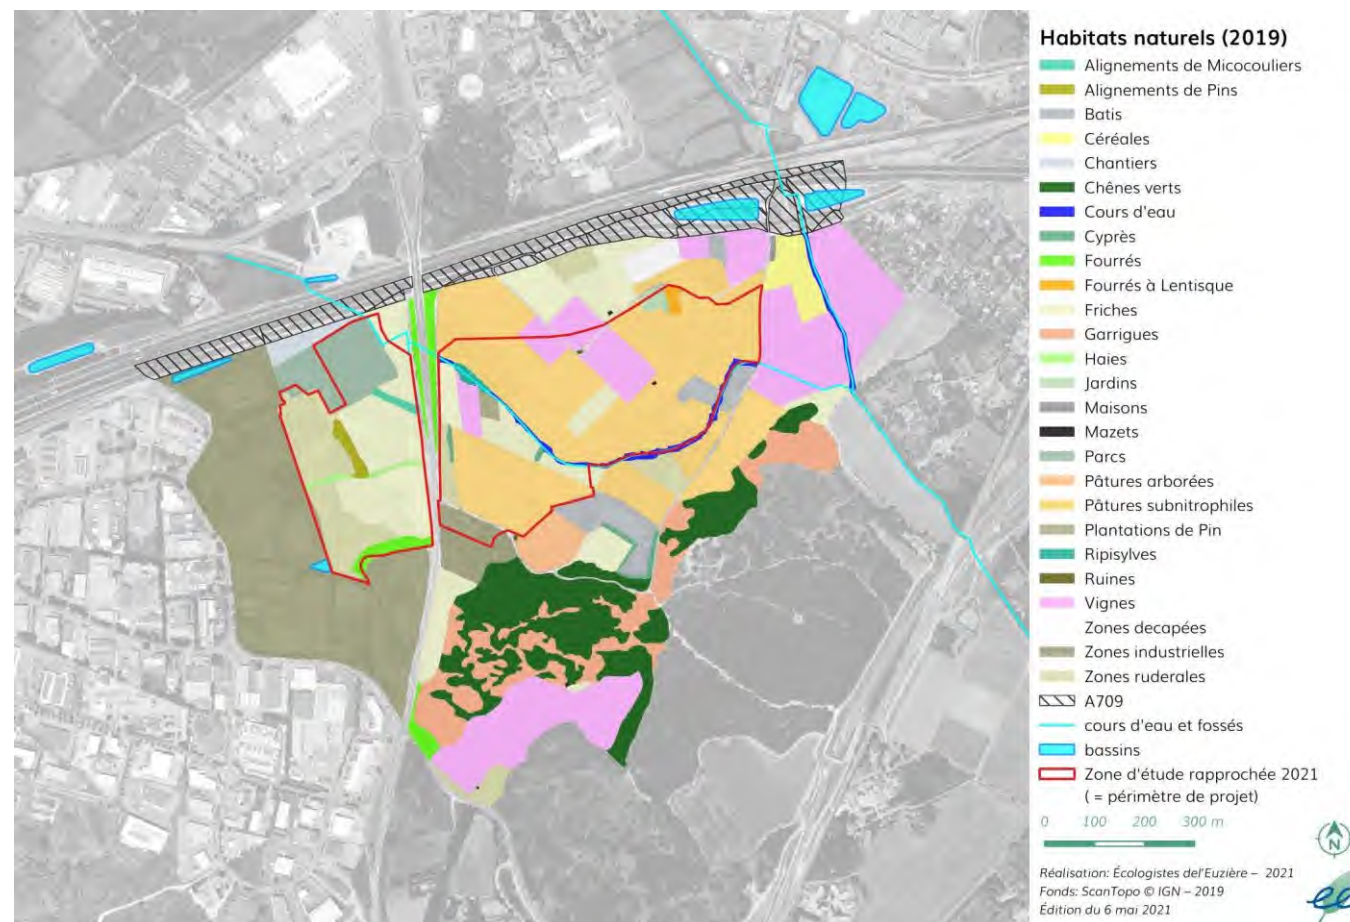 Habitats naturels (2019)
Alignements de Micocouliers
Alignements de Pins
Batis
Céréales
Chantiers
Chênes verts
Cours d'eau
Cyprès
Fourrés
Fourrés à Lentisque
Friches
Garrigues
Haies
Jardins
Maisons
Mazets
Parcs
Pâtures arborées
Pâtures subnitrophiles
Plantations de Pin
Ripisylves
Ruines
Vignes
Zones decapées
Zones industrielles
Zones ruderales
A709
cours d'eau et fossés
bassins
Zone d'étude rapprochée 2021
( = périmètre de projet)
0 100 200 300 m
N
Réalisation: Écologistes del'Euzière – 2021
Fonds: ScanTopo © IGN – 2019
Édition du 6 mai 2021